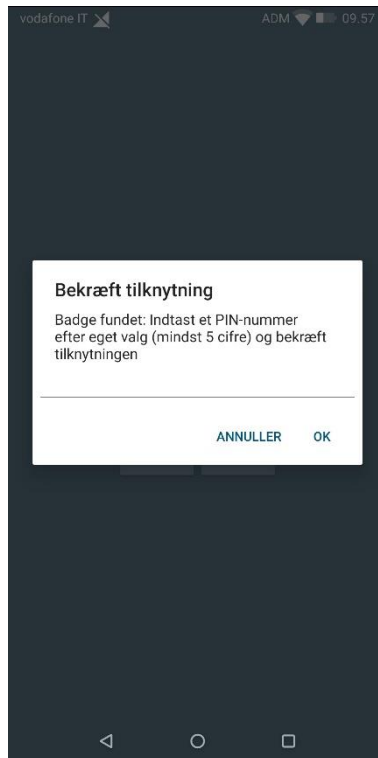 vodafone IT ADM 09.57
Bekræft tilknytning
Badge fundet: Indtast et PIN-nummer
efter eget valg (mindst 5 cifre) og bekræft
tilknytningen
ANNULLER OK